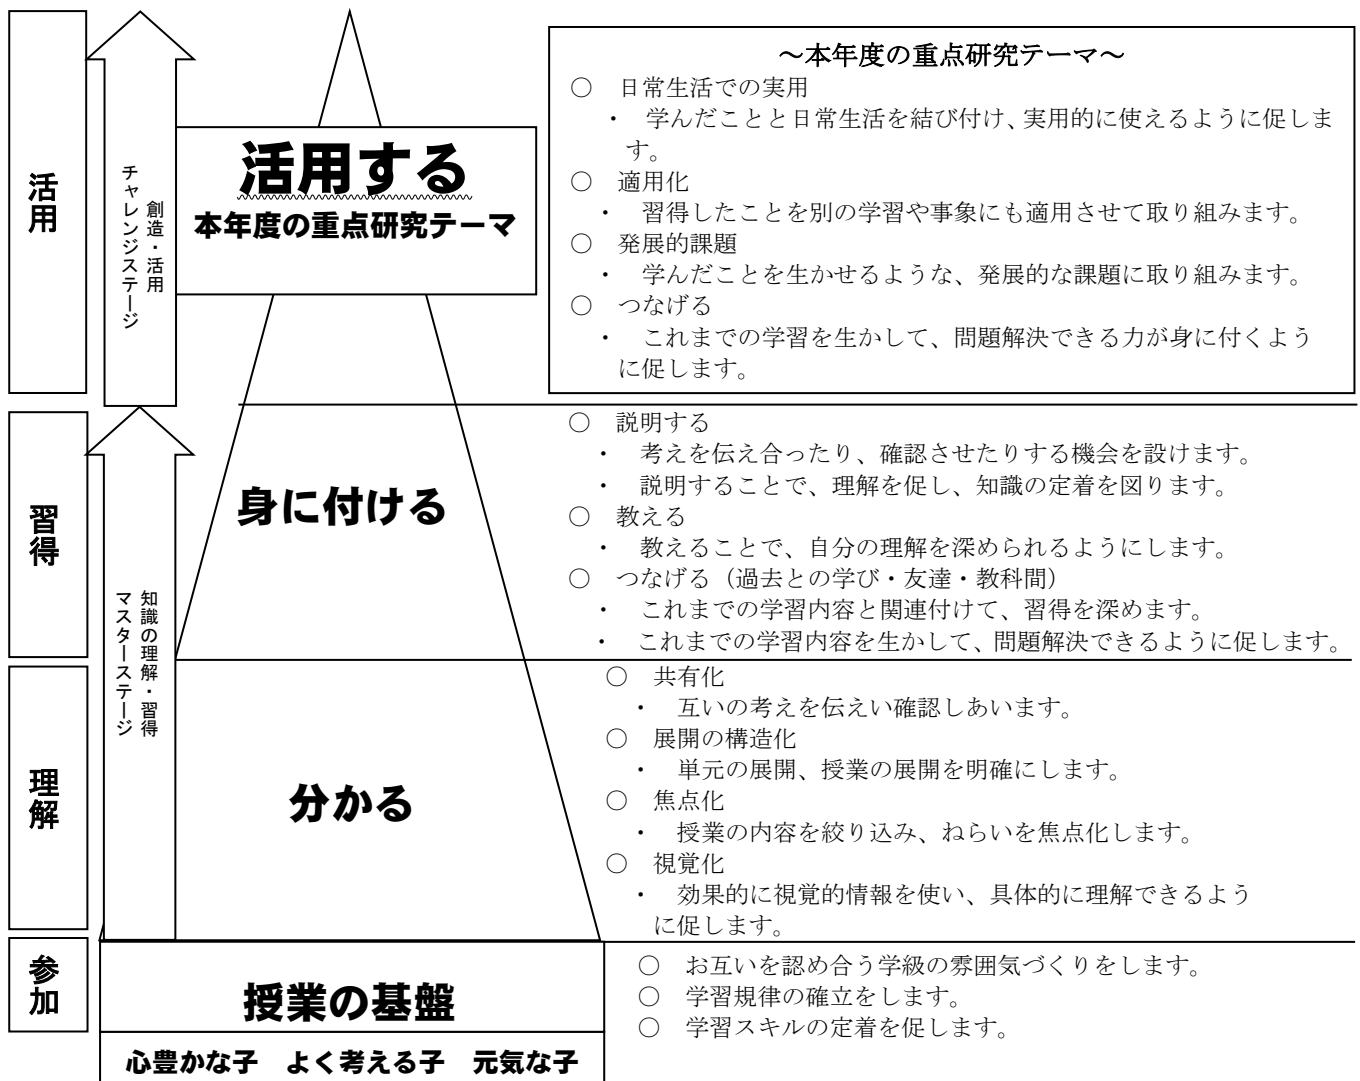 活用
創造・活用
チャレンジステージ
活用する
本年度の重点研究テーマ
～本年度の重点研究テーマ～
○ 日常生活での実用
・ 学んだことと日常生活を結び付け、実用的に使えるように促しま
す。
○ 適用化
・ 習得したことを別の学習や事象にも適用させて取り組みます。
○ 発展的課題
・ 学んだことを生かせるような、発展的な課題に取り組みます。
○ つなげる
・ これまでの学習を生かして、問題解決できる力が身に付くよう
に促します。
習得
知識の理解・習得
マスターステージ
身に付ける
○ 説明する
・ 考えを伝え合ったり、確認させたりする機会を設けます。
・ 説明することで、理解を促し、知識の定着を図ります。
○ 教える
・ 教えることで、自分の理解を深められるようにします。
○ つなげる（過去との学び・友達・教科間）
・ これまでの学習内容と関連付けて、習得を深めます。
・ これまでの学習内容を生かして、問題解決できるように促します。
理解
分かる
○ 共有化
・ 互いの考えを伝えい確認しあいます。
○ 展開の構造化
・ 単元の展開、授業の展開を明確にします。
○ 焦点化
・ 授業の内容を絞り込み、ねらいを焦点化します。
○ 視覚化
・ 効果的に視覚的情報を使い、具体的に理解できるよう
に促します。
参加
授業の基盤
○ お互いを認め合う学級の雰囲気づくりをします。
○ 学習規律の確立をします。
○ 学習スキルの定着を促します。
心豊かな子 よく考える子 元気な子